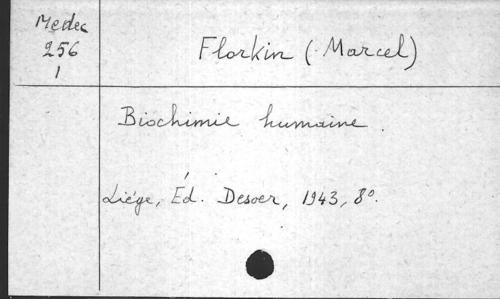 Medec
256
1
Florkin (Marcel)
Biochimie humaine.
Liége, Éd. Desoer, 1943, 8°.